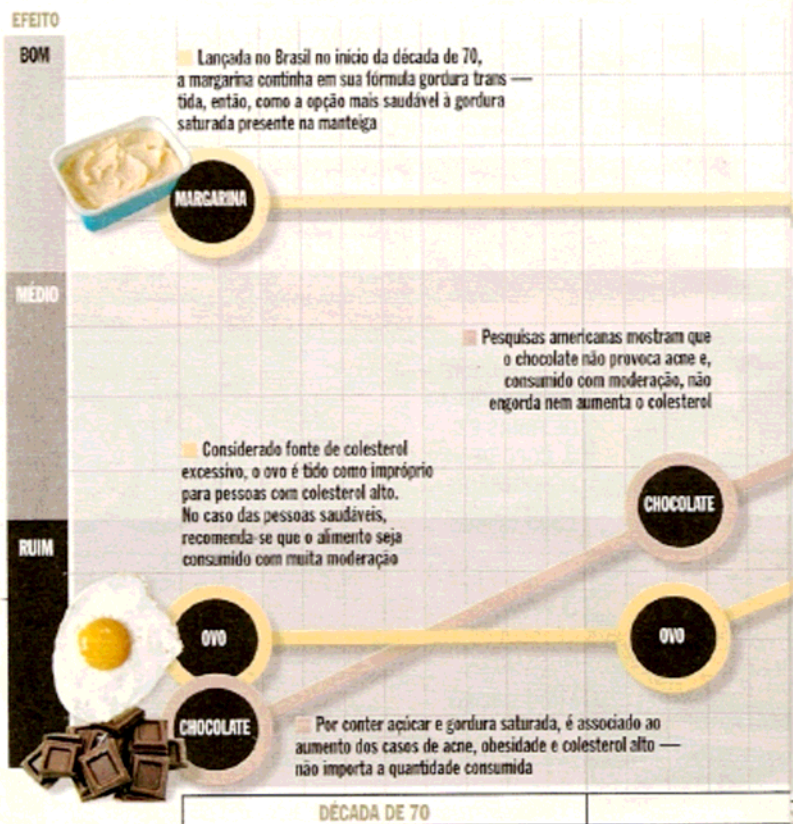 EFEITO
BOM
Lançada no Brasil no início da década de 70,
a margarina continha em sua fórmula gordura trans —
tida, então, como a opção mais saudável à gordura
saturada presente na manteiga
MARGARINA
MÉDIO
Pesquisas americanas mostram que
o chocolate não provoca acne e,
consumido com moderação, não
engorda nem aumenta o colesterol
Considerado fonte de colesterol
excessivo, o ovo é tido como impróprio
para pessoas com colesterol alto.
No caso das pessoas saudáveis,
recomenda-se que o alimento seja
consumido com muita moderação
CHOCOLATE
RUIM
OVO
OVO
CHOCOLATE
Por conter açúcar e gordura saturada, é associado ao
aumento dos casos de acne, obesidade e colesterol alto —
não importa a quantidade consumida
DÉCADA DE 70